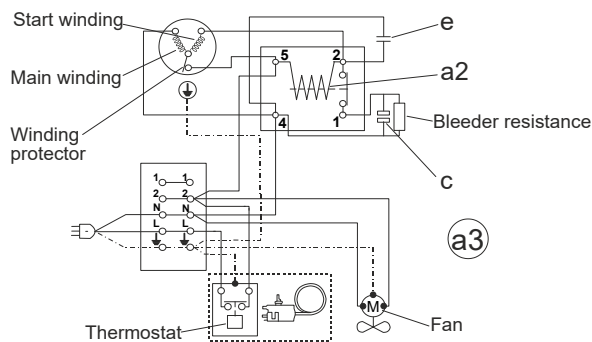 Start winding
e
5 2
a2
Main winding
4 1
Bleeder resistance
Winding
protector
c
1 1
2 2
N N
L L
a3
M
Thermostat
Fan